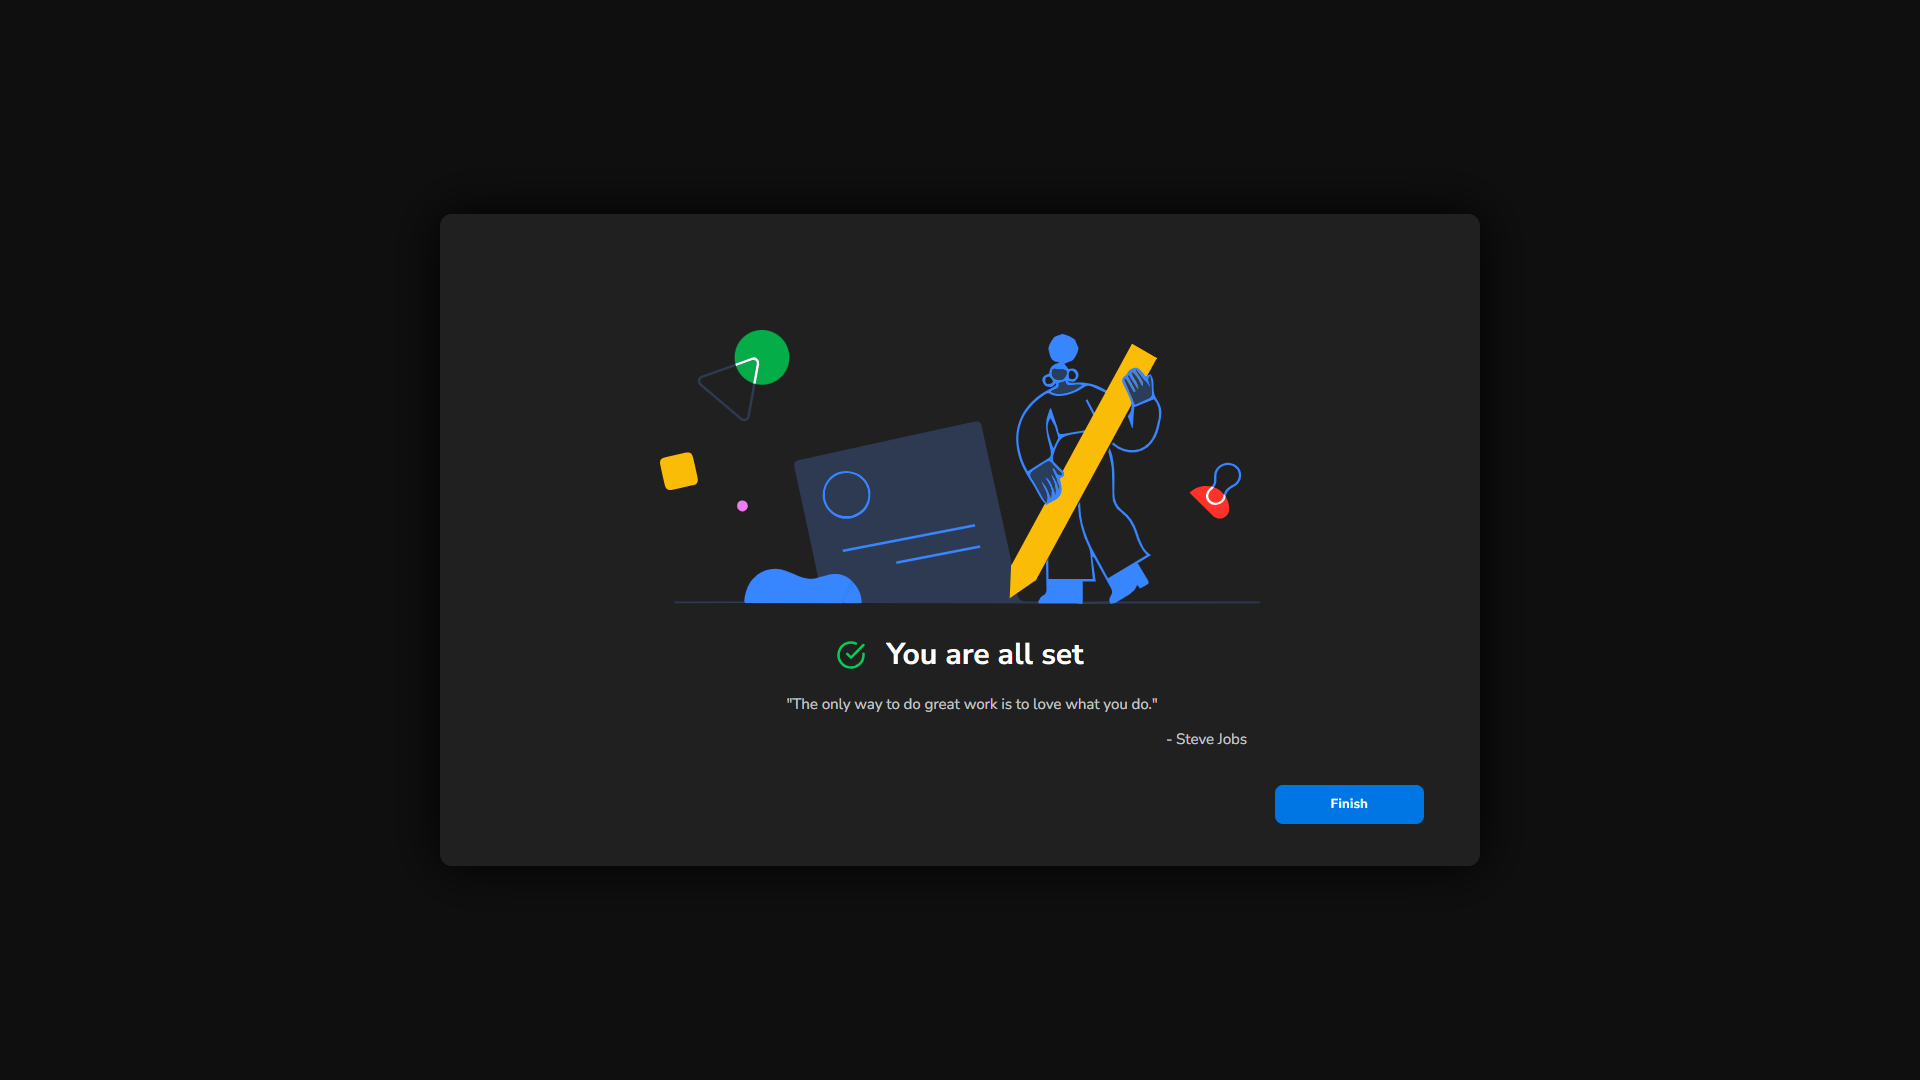 You are all set
"The only way to do great work is to love what you do."
- Steve Jobs
Finish